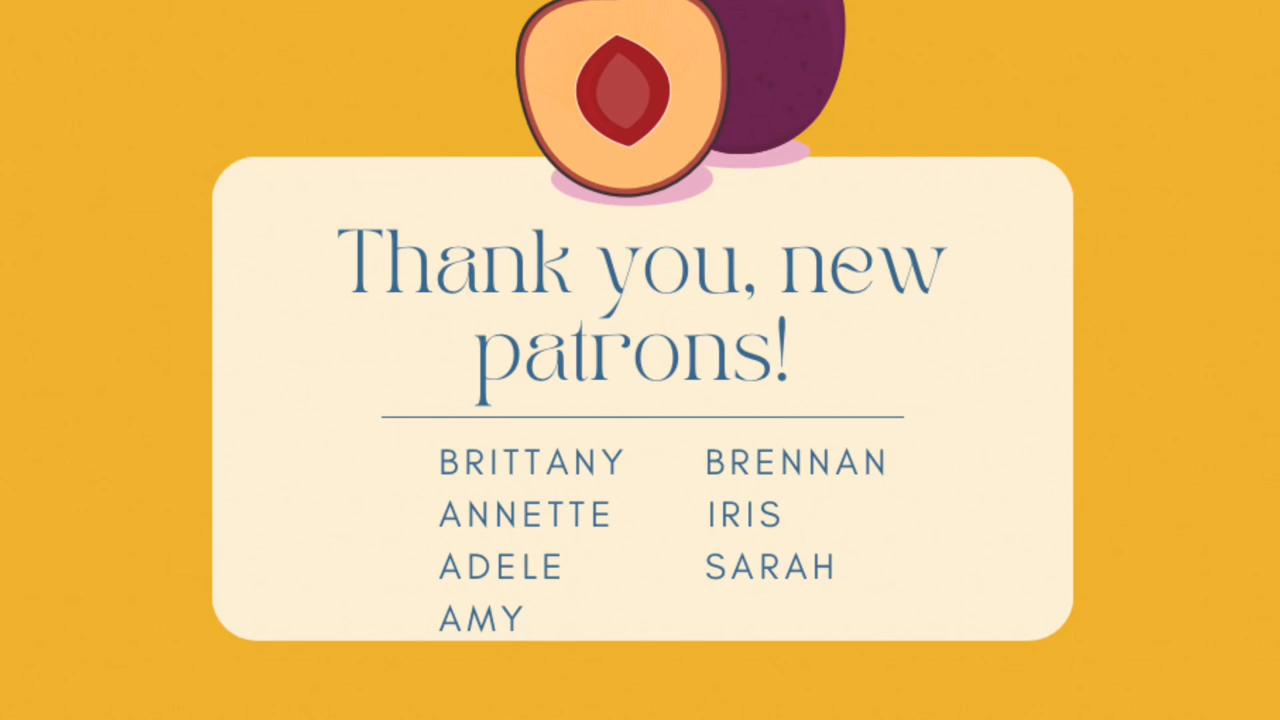 Thank you, new
patrons!
BRITTANY
ANNETTE
ADELE
AMY
BRENNAN
IRIS
SARAH